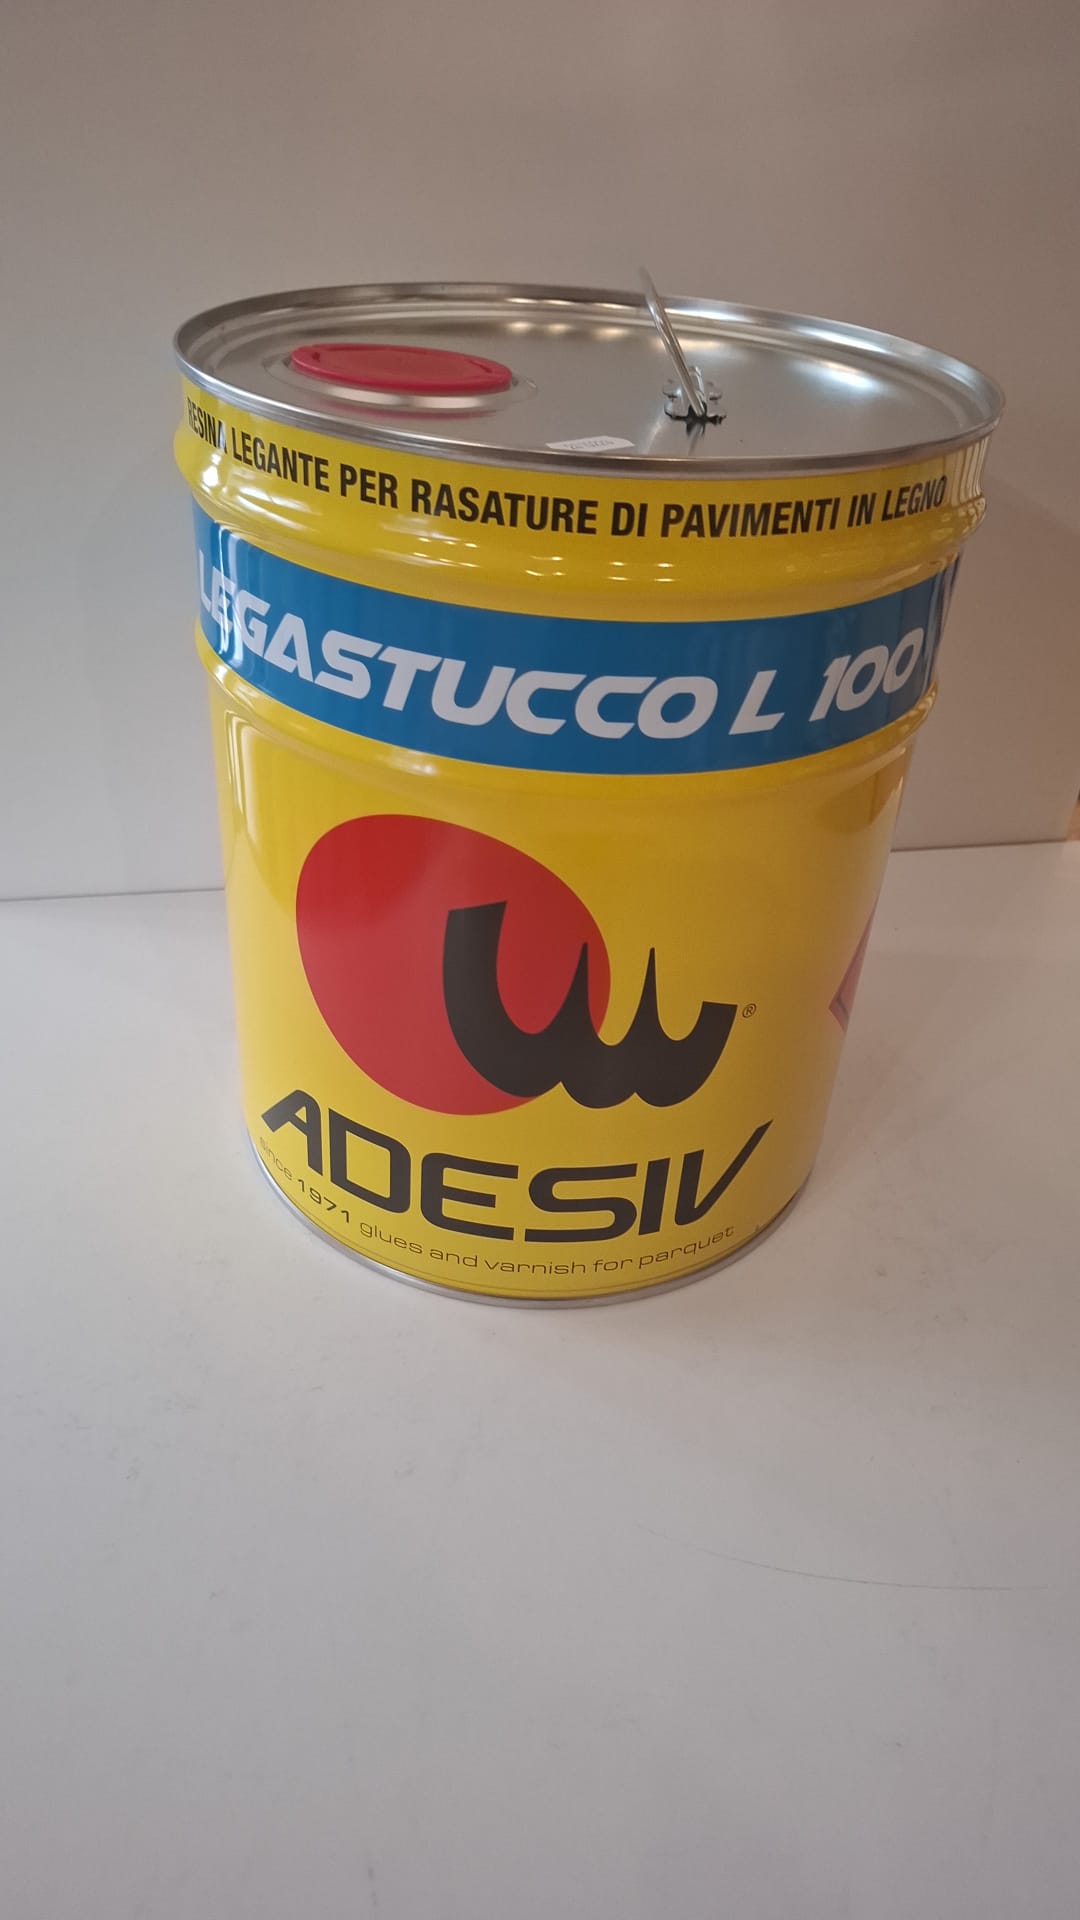 RESINA LEGANTE PER RASATURE DI PAVIMENTI IN LEGNO
LEGASTUCCO L 100
®
ADESIV
since 1971 glues and varnish for parquet